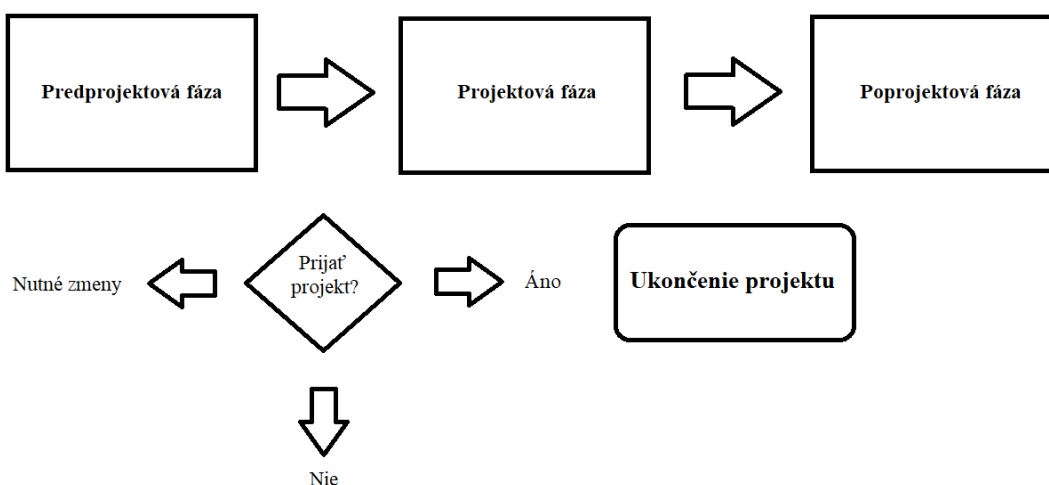 Predprojektová fáza
Projektová fáza
Poprojektová fáza
Nutné zmeny
Prijať
projekt?
Áno
Ukončenie projektu
Nie